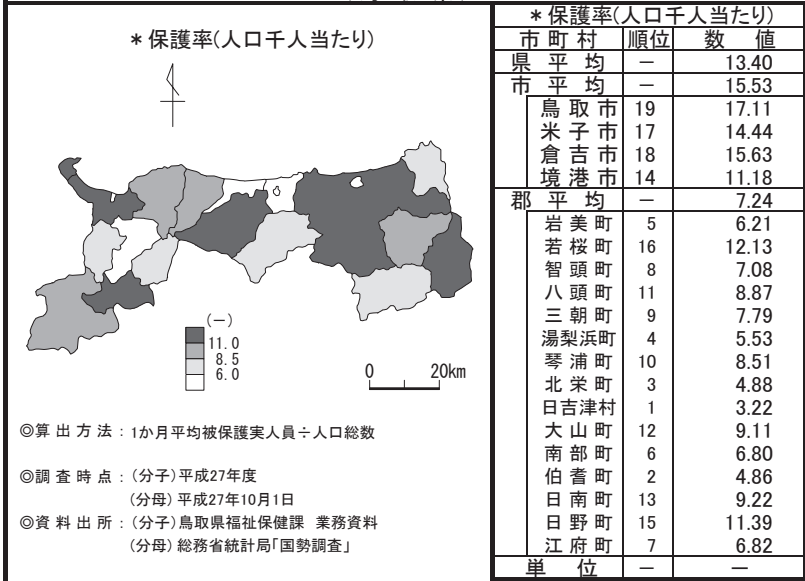 ＊保護率(人口千人当たり)
(－)
11.0
8.5
6.0
0 20km
◎算出方法：1か月平均被保護実人員÷人口総数
◎調査時点：(分子)平成27年度
(分母)平成27年10月1日
◎資料出所：(分子)鳥取県福祉保健課 業務資料
(分母)総務省統計局「国勢調査」
＊保護率(人口千人当たり)
市町村 順位 数値
県平均 － 13.40
市平均 － 15.53
鳥取市 19 17.11
米子市 17 14.44
倉吉市 18 15.63
境港市 14 11.18
郡平均 － 7.24
岩美町 5 6.21
若桜町 16 12.13
智頭町 8 7.08
八頭町 11 8.87
三朝町 9 7.79
湯梨浜町 4 5.53
琴浦町 10 8.51
北栄町 3 4.88
日吉津村 1 3.22
大山町 12 9.11
南部町 6 6.80
伯耆町 2 4.86
日南町 13 9.22
日野町 15 11.39
江府町 7 6.82
単位 － －